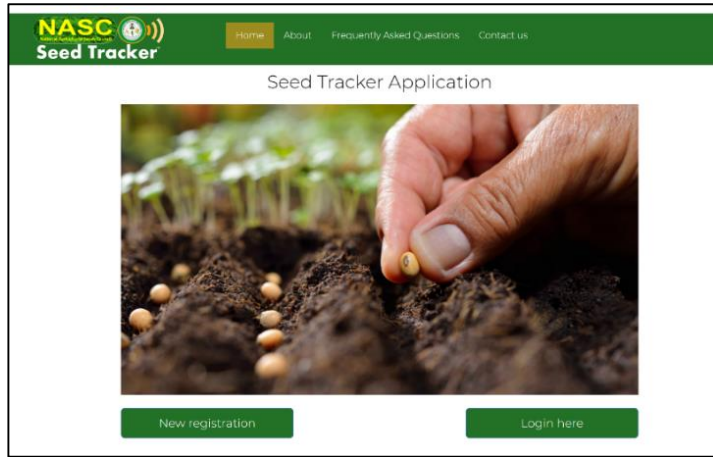 NASC
Seed Tracker
Home About Frequently Asked Questions Contact us
Seed Tracker Application
New registration Login here